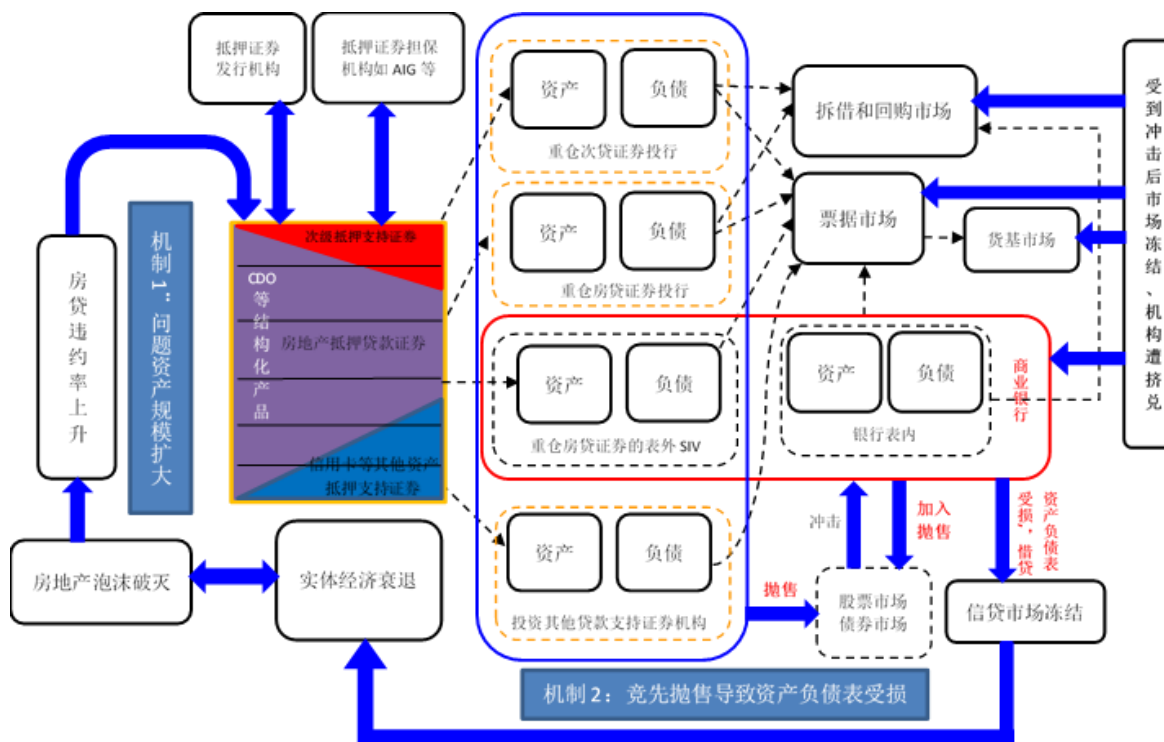 抵押证券
发行机构
抵押证券担保
机构如 AIG 等
资产
负债
重仓次贷证券投行
拆借和回购市场
受到冲击后市场冻结、机构遭挤兑
机制1：问题资产规模扩大
次级抵押支持证券
CDO等结构化产品
房地产抵押贷款证券
信用卡等其他资产
抵押支持证券
资产
负债
重仓房贷证券投行
票据市场
货基市场
房贷违约率上升
资产
负债
重仓房贷证券的表外 SIV
资产
负债
银行表内
商业银行
房地产泡沫破灭
实体经济衰退
资产
负债
投资其他贷款支持证券机构
抛售
冲击
加入
抛售
股票市场
债券市场
资产负债表
受损，借贷
信贷市场冻结
机制 2：竞先抛售导致资产负债表受损